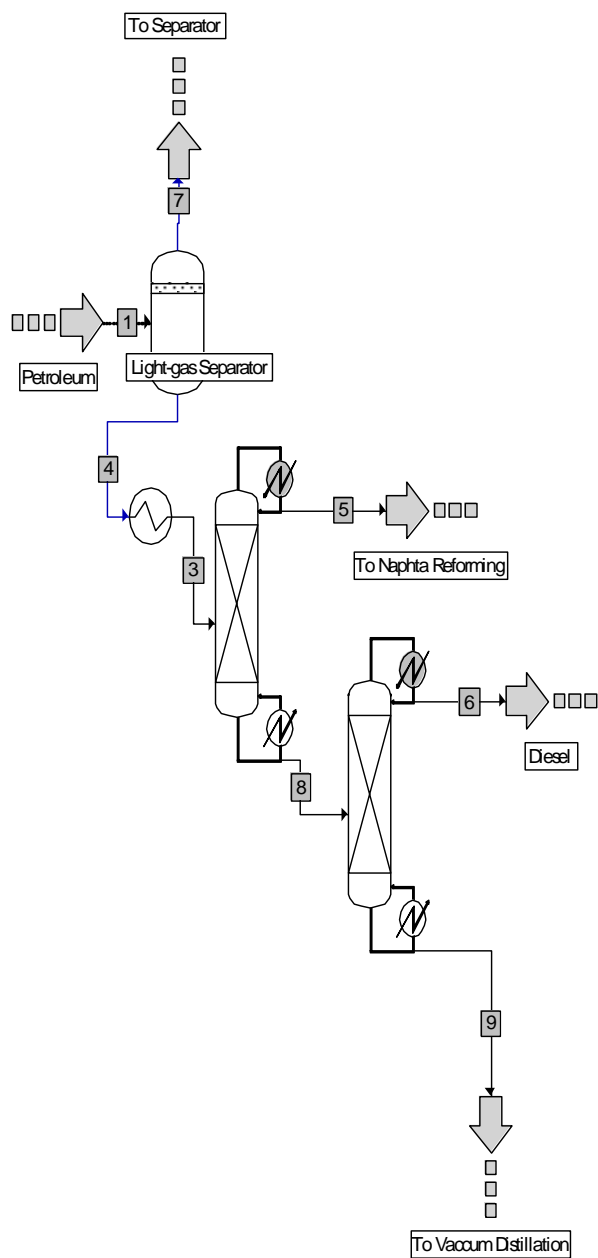 To Separator
7
1
Petroleum
Light-gas Separator
4
3
5
To Naphta Reforming
6
Diesel
8
9
To Vaccum Distillation